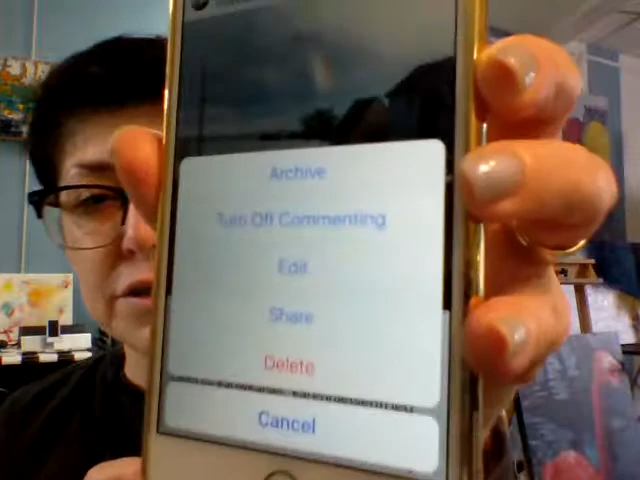 Archive
Turn Off Commenting
Edit
Share
Delete
Cancel